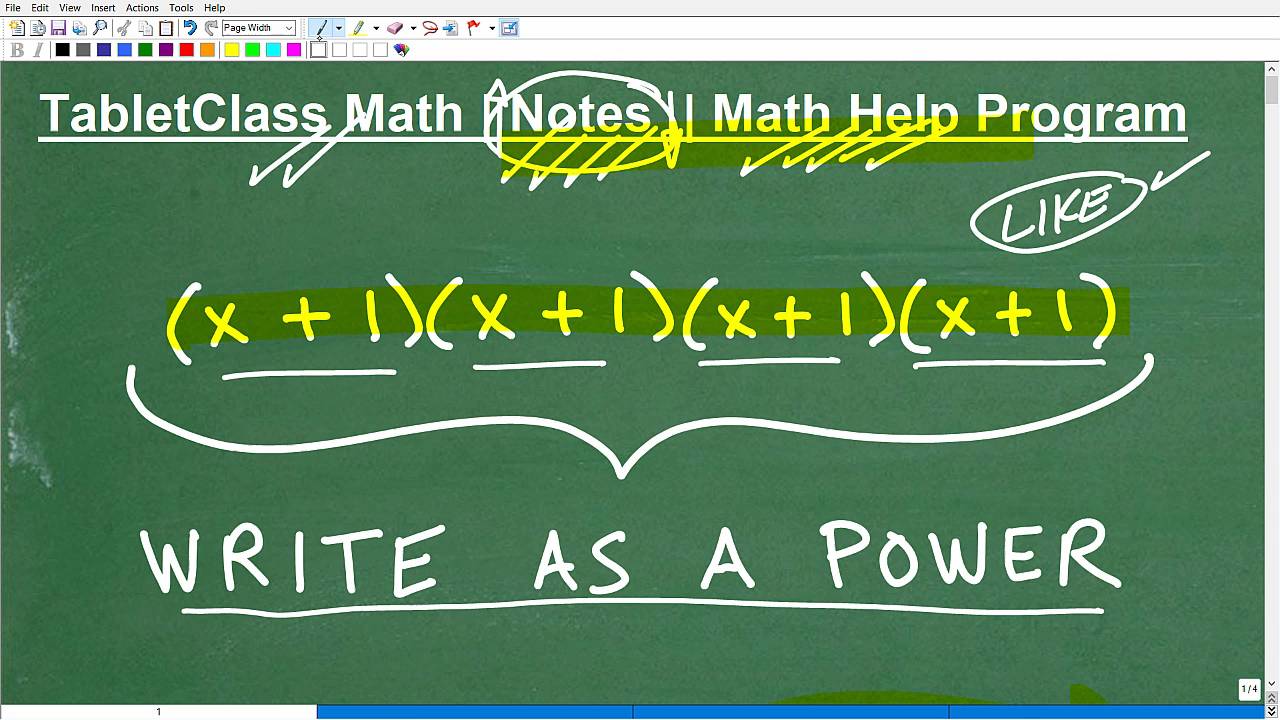 File Edit View Insert Actions Tools Help
Page Width
B I
TabletClass Math | Notes || Math Help Program
LIKE
(x + 1)(x + 1)(x + 1)(x + 1)
WRITE AS A POWER
1/4
1